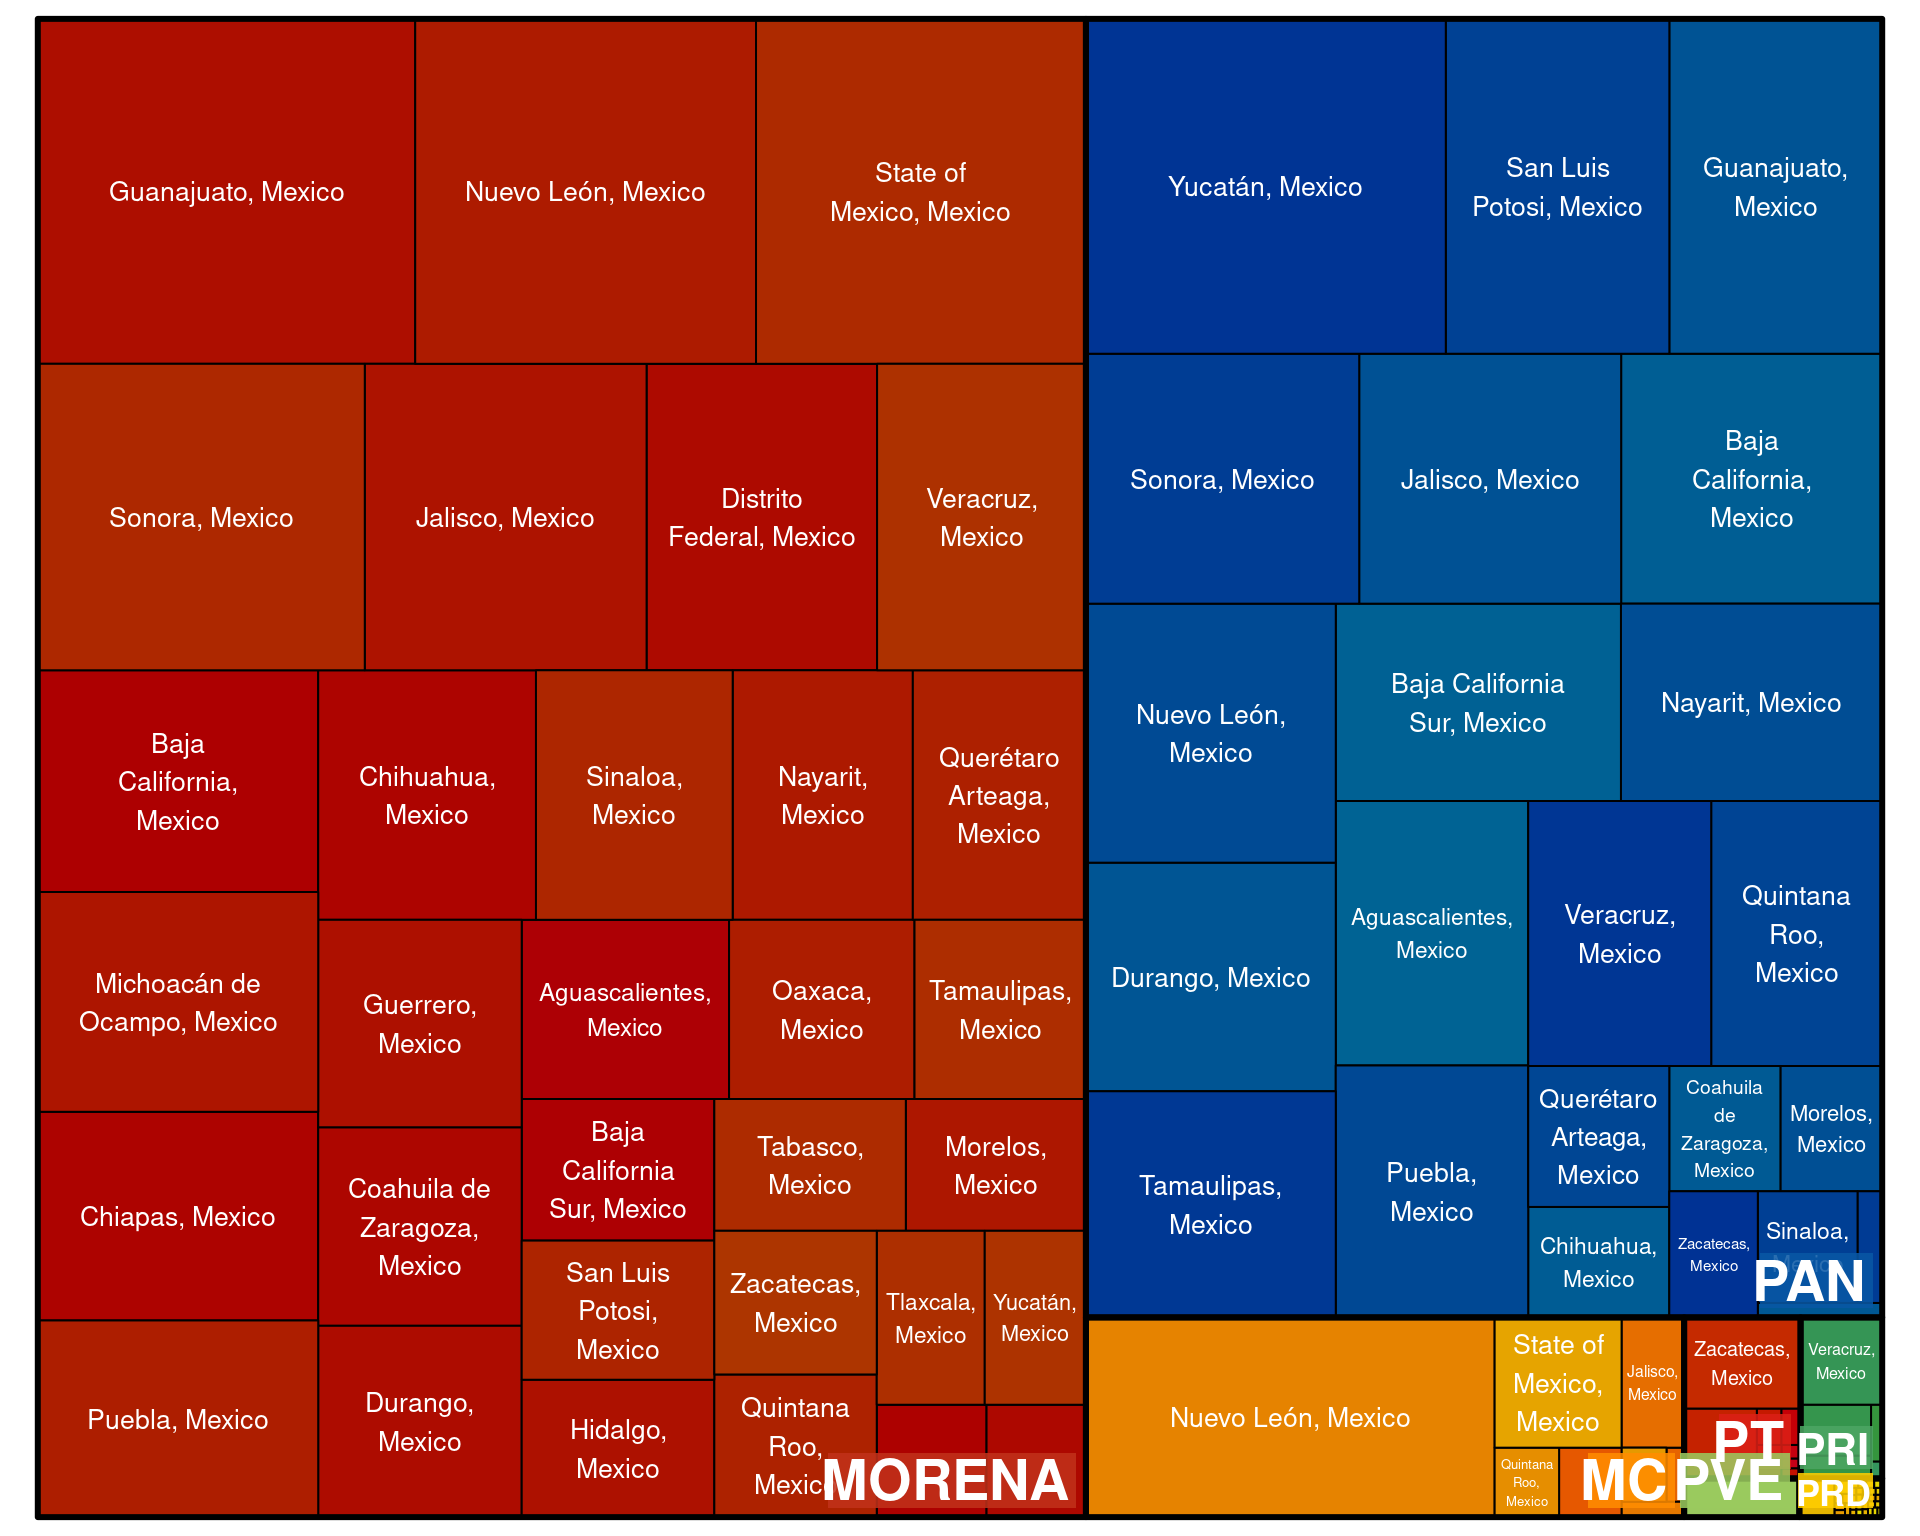 Guanajuato, Mexico
Nuevo León, Mexico
State of
Mexico, Mexico
Sonora, Mexico
Jalisco, Mexico
Distrito
Federal, Mexico
Veracruz,
Mexico
Baja
California,
Mexico
Chihuahua,
Mexico
Sinaloa,
Mexico
Nayarit,
Mexico
Querétaro
Arteaga,
Mexico
Michoacán de
Ocampo, Mexico
Guerrero,
Mexico
Aguascalientes,
Mexico
Oaxaca,
Mexico
Tamaulipas,
Mexico
Chiapas, Mexico
Coahuila de
Zaragoza,
Mexico
Baja
California
Sur, Mexico
Tabasco,
Mexico
Morelos,
Mexico
Puebla, Mexico
Durango,
Mexico
San Luis
Potosi,
Mexico
Hidalgo,
Mexico
Zacatecas,
Mexico
Tlaxcala,
Mexico
Yucatán,
Mexico
Quintana
Roo,
Mexico
MORENA
Yucatán, Mexico
San Luis
Potosi, Mexico
Guanajuato,
Mexico
Sonora, Mexico
Jalisco, Mexico
Baja
California,
Mexico
Nuevo León,
Mexico
Baja California
Sur, Mexico
Nayarit, Mexico
Durango, Mexico
Aguascalientes,
Mexico
Veracruz,
Mexico
Quintana
Roo,
Mexico
Tamaulipas,
Mexico
Puebla,
Mexico
Querétaro
Arteaga,
Mexico
Coahuila
de
Zaragoza,
Mexico
Morelos,
Mexico
Chihuahua,
Mexico
Zacatecas,
Mexico
Sinaloa,
Mexico
PAN
Nuevo León, Mexico
State of
Mexico,
Mexico
Jalisco,
Mexico
Quintana
Roo,
Mexico
MC
Zacatecas,
Mexico
PT
Veracruz,
Mexico
PRI
PVE
PRD